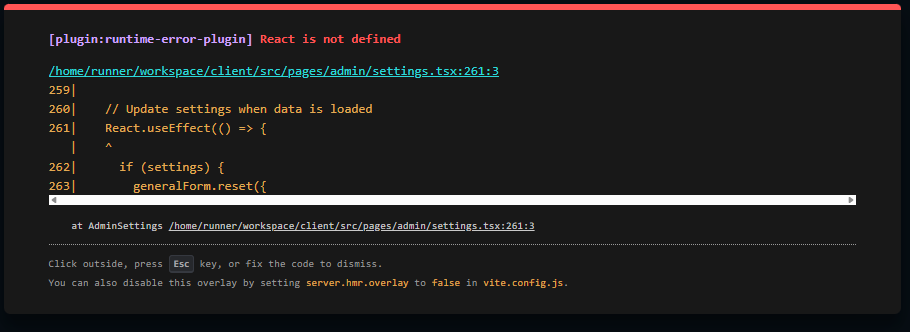 [plugin:runtime-error-plugin] React is not defined
/home/runner/workspace/client/src/pages/admin/settings.tsx:261:3
259|
260|    // Update settings when data is loaded
261|    React.useEffect(() => {
   |    ^
262|      if (settings) {
263|        generalForm.reset({
at AdminSettings /home/runner/workspace/client/src/pages/admin/settings.tsx:261:3
Click outside, press Esc key, or fix the code to dismiss.
You can also disable this overlay by setting server.hmr.overlay to false in vite.config.js.